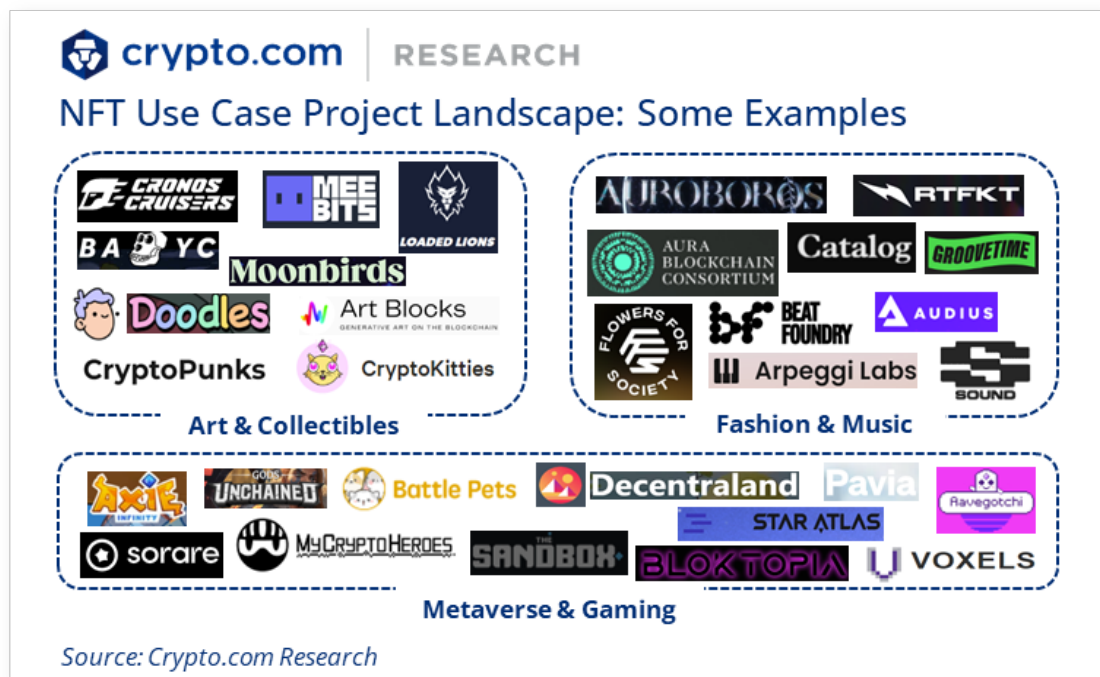 crypto.com | RESEARCH
NFT Use Case Project Landscape: Some Examples
CRONOS
CRUISERS
MEE
BITS
LOADED LIONS
BA YC
Moonbirds
Doodles
Art Blocks
GENERATIVE ART ON THE BLOCKCHAIN
CryptoPunks
CryptoKitties
Art & Collectibles
AUROBOROS
RTFKT
AURA
BLOCKCHAIN
CONSORTIUM
Catalog
GROOVETIME
FLOWERS FOR
SOCIETY
BEAT
FOUNDRY
AUDIUS
Arpeggi Labs
SOUND
Fashion & Music
AXIE
INFINITY
GODS
UNCHAINED
Battle Pets
Decentraland
Pavia
Aavegotchi
STAR ATLAS
sorare
MYCRYPTOHEROES
THE
SANDBOX
BLOKTOPIA
VOXELS
Metaverse & Gaming
Source: Crypto.com Research